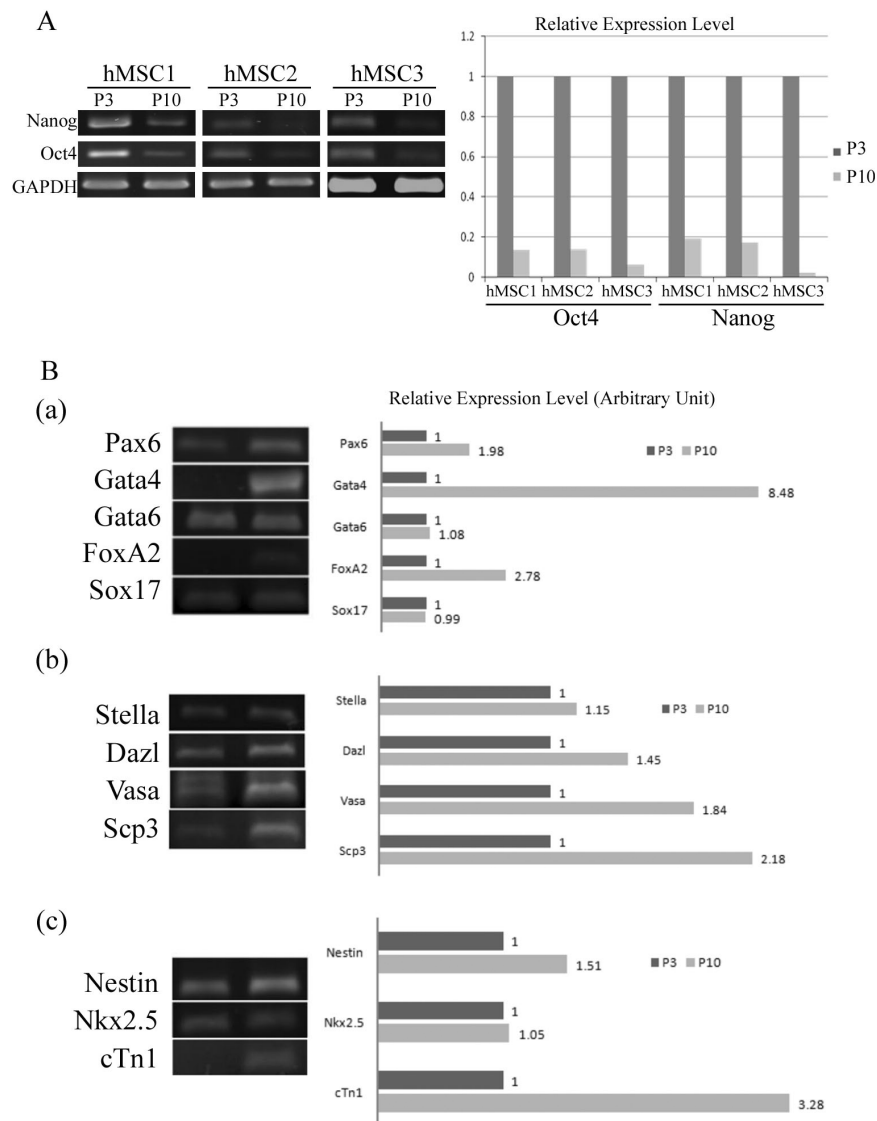 A
hMSC1 hMSC2 hMSC3
P3 P10 P3 P10 P3 P10
Nanog
Oct4
GAPDH
Relative Expression Level
1.2
1
0.8
0.6
0.4
0.2
0
P3
P10
hMSC1 hMSC2 hMSC3 hMSC1 hMSC2 hMSC3
Oct4 Nanog
B
(a)
Pax6
Gata4
Gata6
FoxA2
Sox17
Relative Expression Level (Arbitrary Unit)
P3 P10
Pax6 1 1.98
Gata4 1 8.48
Gata6 1 1.08
FoxA2 1 2.78
Sox17 1 0.99
(b)
Stella
Dazl
Vasa
Scp3
P3 P10
Stella 1 1.15
Dazl 1 1.45
Vasa 1 1.84
Scp3 1 2.18
(c)
Nestin
Nkx2.5
cTn1
P3 P10
Nestin 1 1.51
Nkx2.5 1 1.05
cTn1 1 3.28